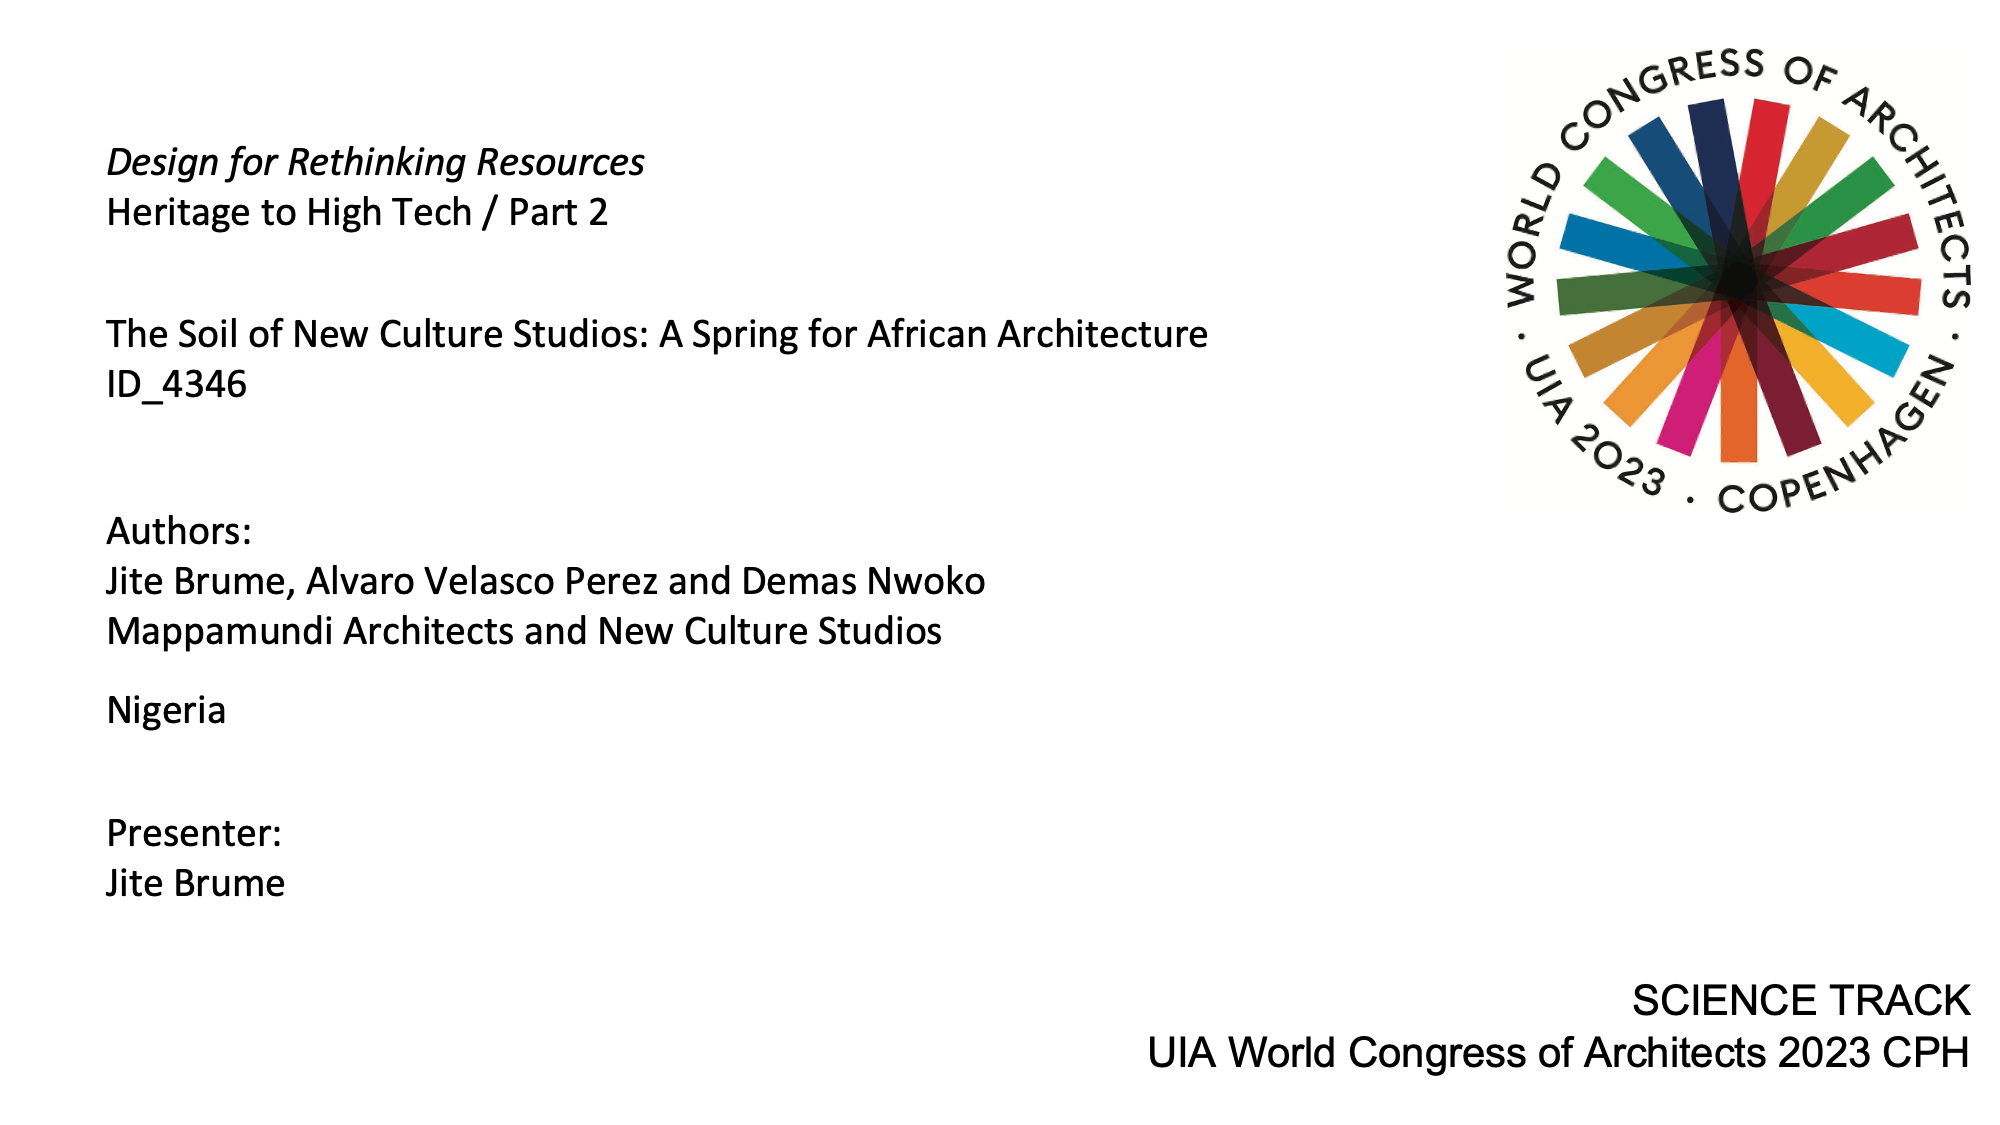 Design for Rethinking Resources
Heritage to High Tech / Part 2
The Soil of New Culture Studios: A Spring for African Architecture
ID_4346
Authors:
Jite Brume, Alvaro Velasco Perez and Demas Nwoko
Mappamundi Architects and New Culture Studios
Nigeria
Presenter:
Jite Brume
WORLD CONGRESS OF ARCHITECTS · UIA 2023 · COPENHAGEN ·
SCIENCE TRACK
UIA World Congress of Architects 2023 CPH